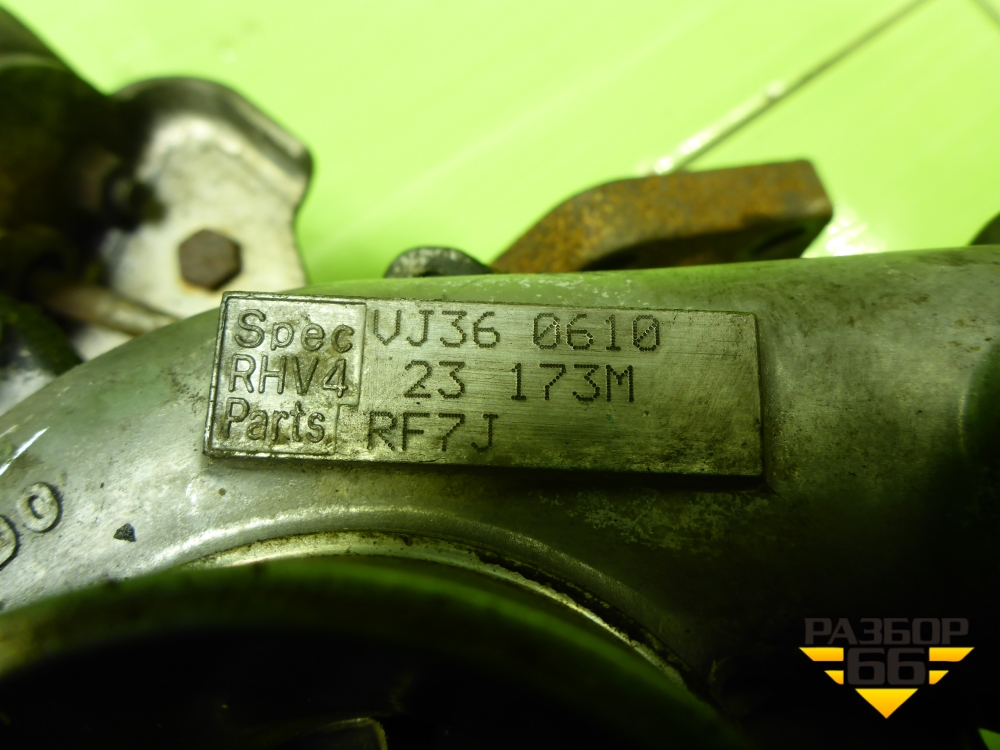 Spec VJ36 0610
RHV4 23 173M
Parts RF7J
РАЗБОР
66